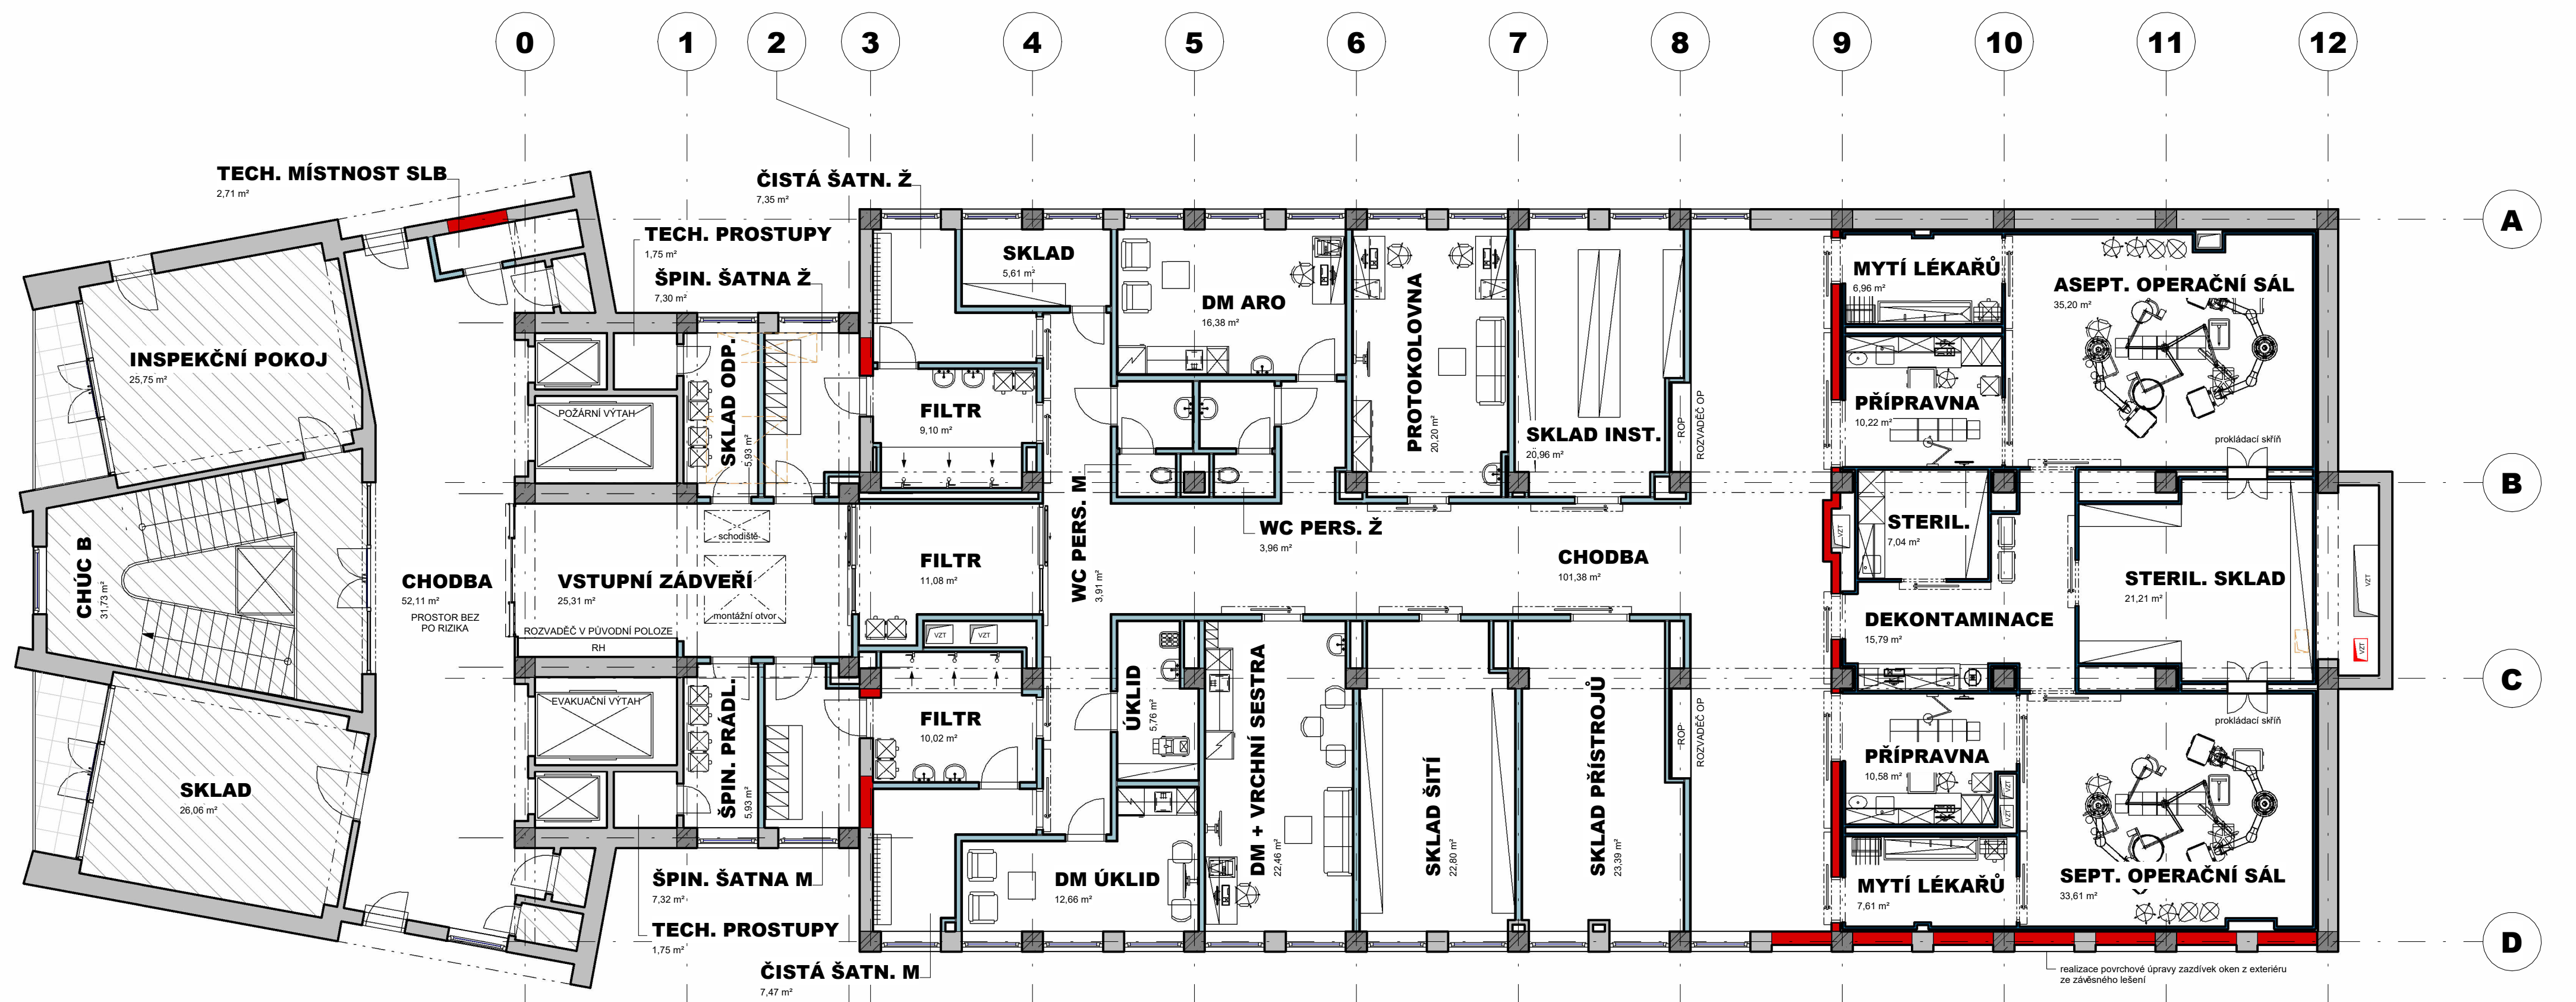 0 1 2 3 4 5 6 7 8 9 10 11 12
A
B
C
D
TECH. MÍSTNOST SLB
2,71 m²
INSPEKČNÍ POKOJ
25,75 m²
CHÚC B
31,73 m²
SKLAD
26,06 m²
CHODBA
52,11 m²
PROSTOR BEZ
PO RIZIKA
TECH. PROSTUPY
1,75 m²
ŠPIN. ŠATNA Ž
7,30 m²
ČISTÁ ŠATN. Ž
7,35 m²
POŽÁRNÍ VÝTAH
SKLAD ODP.
5,93 m²
VSTUPNÍ ZÁDVEŘÍ
25,31 m²
schodiště
montážní otvor
ROZVADĚČ V PŮVODNÍ POLOZE
RH
EVAKUAČNÍ VÝTAH
ŠPIN. PRÁDL.
5,93 m²
ŠPIN. ŠATNA M
7,32 m²
TECH. PROSTUPY
1,75 m²
ČISTÁ ŠATN. M
7,47 m²
SKLAD
5,61 m²
FILTR
9,10 m²
FILTR
11,08 m²
VZT
VZT
FILTR
10,02 m²
DM ARO
16,38 m²
WC PERS. M
3,91 m²
WC PERS. Ž
3,96 m²
PROTOKOLOVNA
20,20 m²
SKLAD INST.
20,96 m²
ROP
ROZVADĚČ OP
CHODBA
101,38 m²
ÚKLID
5,76 m²
DM ÚKLID
12,66 m²
DM + VRCHNÍ SESTRA
22,46 m²
SKLAD ŠITÍ
22,80 m²
SKLAD PŘÍSTROJŮ
23,39 m²
ROP
ROZVADĚČ OP
MYTÍ LÉKAŘŮ
6,96 m²
PŘÍPRAVNA
10,22 m²
ASEPT. OPERAČNÍ SÁL
35,20 m²
prokládací skříň
VZT
STERIL.
7,04 m²
DEKONTAMINACE
15,79 m²
STERIL. SKLAD
21,21 m²
VZT
VZT
prokládací skříň
PŘÍPRAVNA
10,58 m²
VZT
VZT
MYTÍ LÉKAŘŮ
7,61 m²
SEPT. OPERAČNÍ SÁL
33,61 m²
realizace povrchové úpravy zazdívek oken z exteriéru
ze závěsného lešení